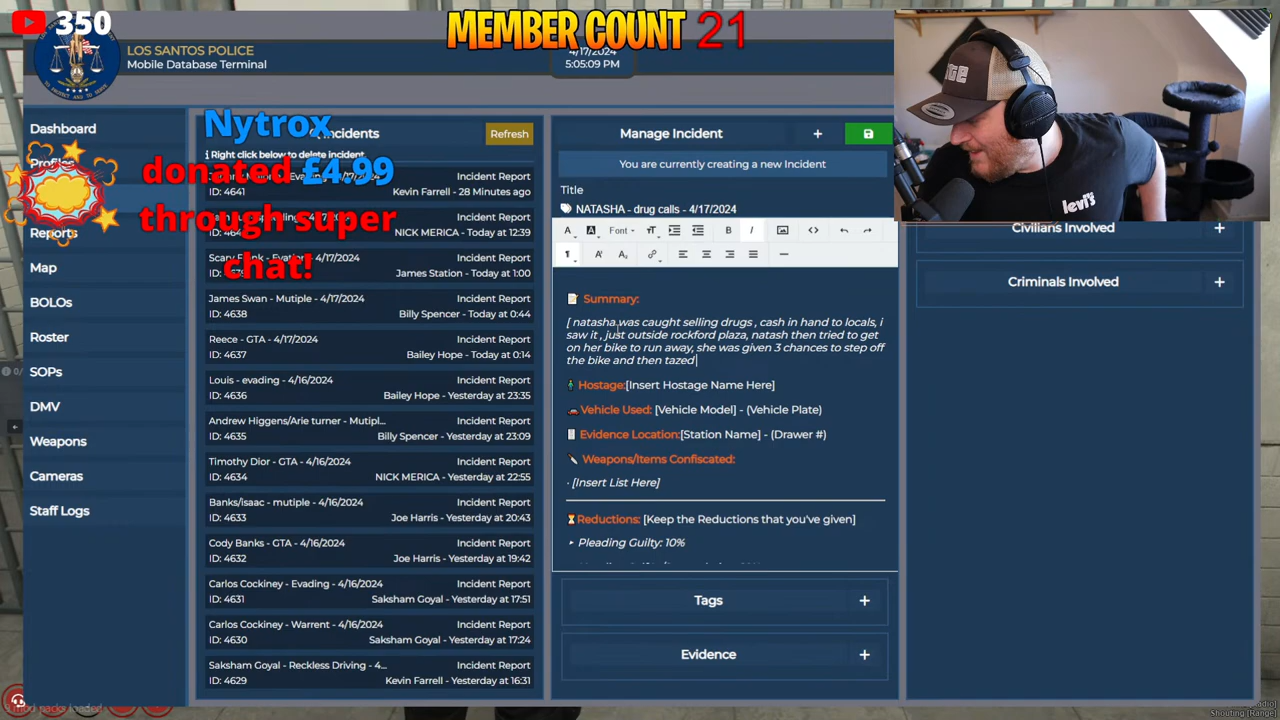 350
MEMBER COUNT 21
LOS SANTOS POLICE
Mobile Database Terminal
4/17/2024
5:05:09 PM
Dashboard
Profiles
Reports
Map
BOLOs
Roster
SOPs
DMV
Weapons
Cameras
Staff Logs
Nytrox
donated £4.99
through super
chat!
Incidents
Refresh
Right click below to delete incident
Incident Report
ID: 4641
Kevin Farrell - 28 Minutes ago
Incident Report
NICK MERICA - Today at 12:39
Incident Report
James Station - Today at 1:00
James Swan - Mutiple - 4/17/2024
Incident Report
ID: 4638
Billy Spencer - Today at 0:44
Reece - GTA - 4/17/2024
Incident Report
ID: 4637
Bailey Hope - Today at 0:14
Louis - evading - 4/16/2024
Incident Report
ID: 4636
Bailey Hope - Yesterday at 23:35
Andrew Higgens/Arie turner - Mutipl...
Incident Report
ID: 4635
Billy Spencer - Yesterday at 23:09
Timothy Dior - GTA - 4/16/2024
Incident Report
ID: 4634
NICK MERICA - Yesterday at 22:55
Banks/isaac - mutiple - 4/16/2024
Incident Report
ID: 4633
Joe Harris - Yesterday at 20:43
Cody Banks - GTA - 4/16/2024
Incident Report
ID: 4632
Joe Harris - Yesterday at 19:42
Carlos Cockiney - Evading - 4/16/2024
Incident Report
ID: 4631
Saksham Goyal - Yesterday at 17:51
Carlos Cockiney - Warrent - 4/16/2024
Incident Report
ID: 4630
Saksham Goyal - Yesterday at 17:24
Saksham Goyal - Reckless Driving - 4...
Incident Report
ID: 4629
Kevin Farrell - Yesterday at 16:31
Manage Incident
You are currently creating a new Incident
Title
NATASHA - drug calls - 4/17/2024
Font
Summary:
[ natasha was caught selling drugs , cash in hand to locals, i
saw it , just outside rockford plaza, natash then tried to get
on her bike to run away, she was given 3 chances to step off
the bike and then tazed
Hostage:[Insert Hostage Name Here]
Vehicle Used: [Vehicle Model] - (Vehicle Plate)
Evidence Location:[Station Name] - (Drawer #)
Weapons/Items Confiscated:
· [Insert List Here]
Reductions: [Keep the Reductions that you've given]
Pleading Guilty: 10%
Tags
Evidence
Civilians Involved
Criminals Involved
Levi's
Shouting [Range]